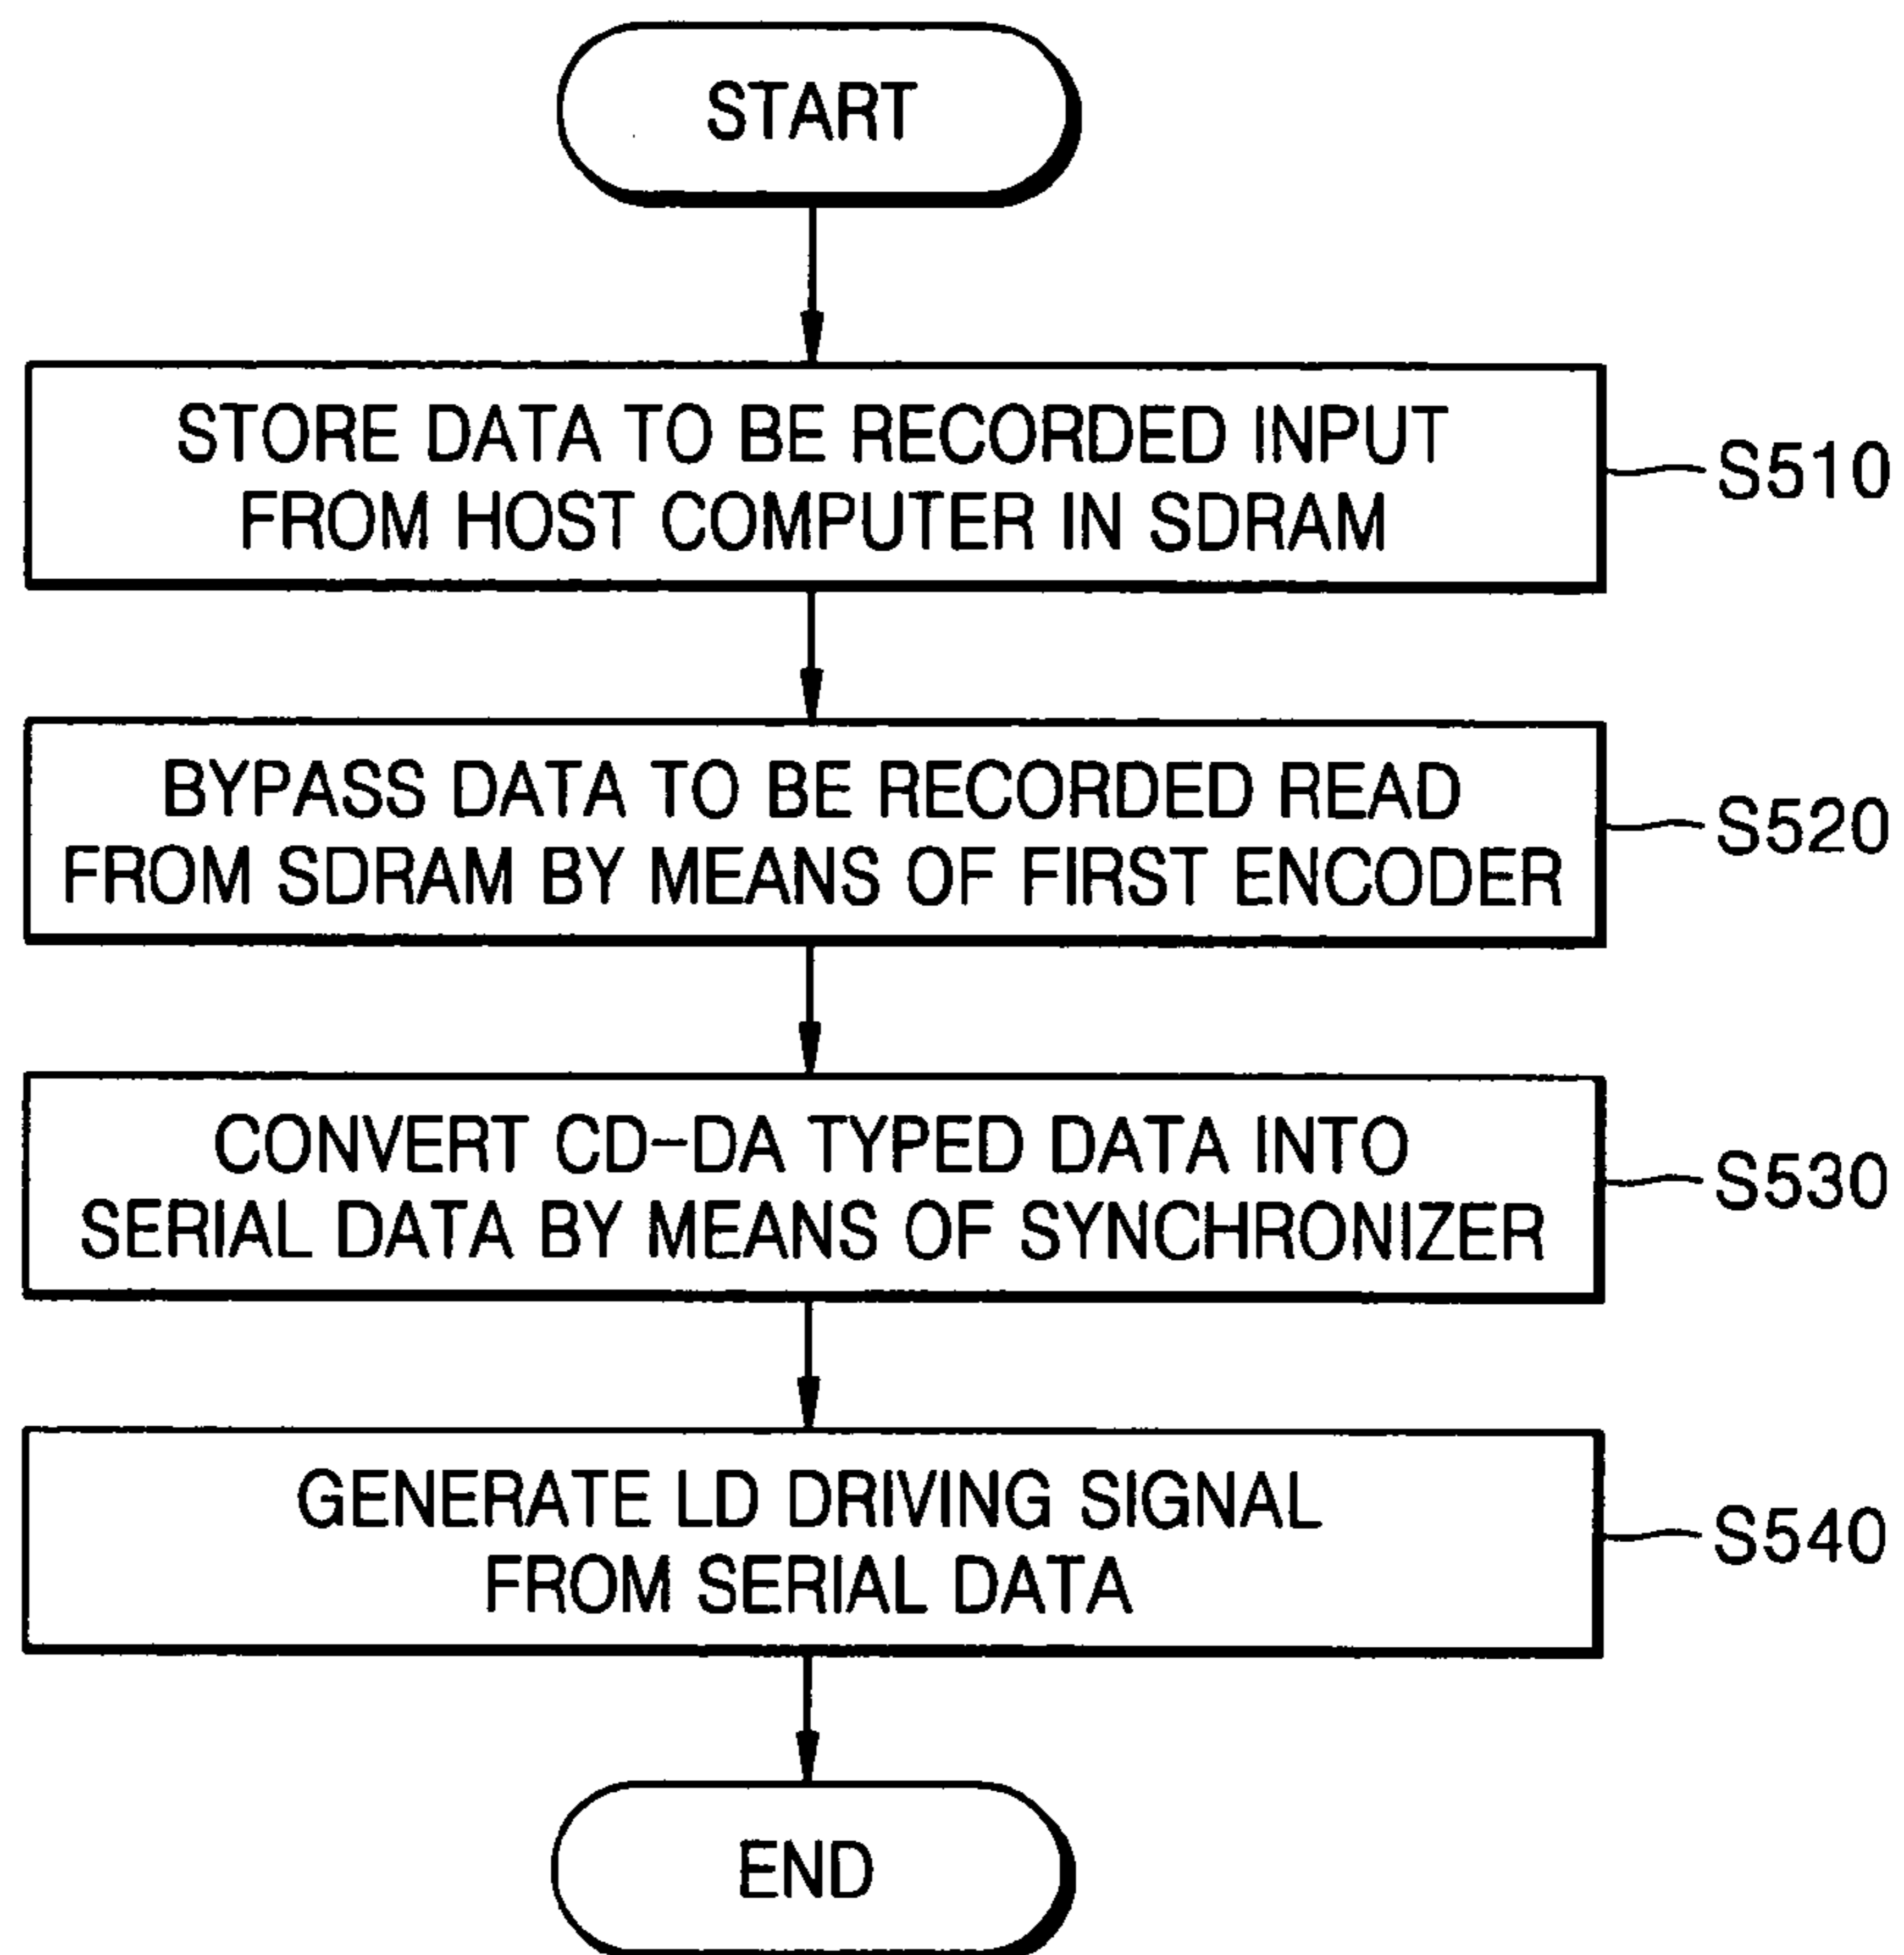 START
STORE DATA TO BE RECORDED INPUT
FROM HOST COMPUTER IN SDRAM
S510
BYPASS DATA TO BE RECORDED READ
FROM SDRAM BY MEANS OF FIRST ENCODER
S520
CONVERT CD-DA TYPED DATA INTO
SERIAL DATA BY MEANS OF SYNCHRONIZER
S530
GENERATE LD DRIVING SIGNAL
FROM SERIAL DATA
S540
END